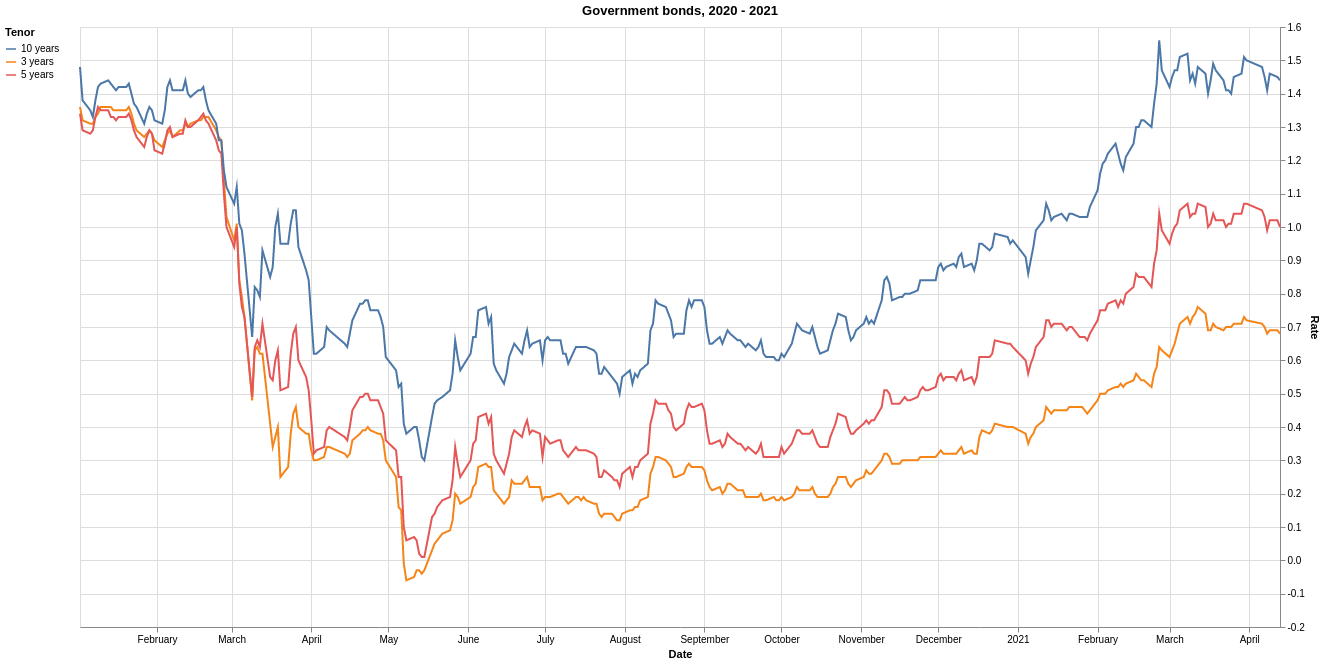 Government bonds, 2020 - 2021
Tenor
10 years
3 years
5 years
1.6
1.5
1.4
1.3
1.2
1.1
1.0
0.9
0.8
0.7
0.6
0.5
0.4
0.3
0.2
0.1
0.0
-0.1
-0.2
Rate
February March April May June July August September October November December 2021 February March April
Date